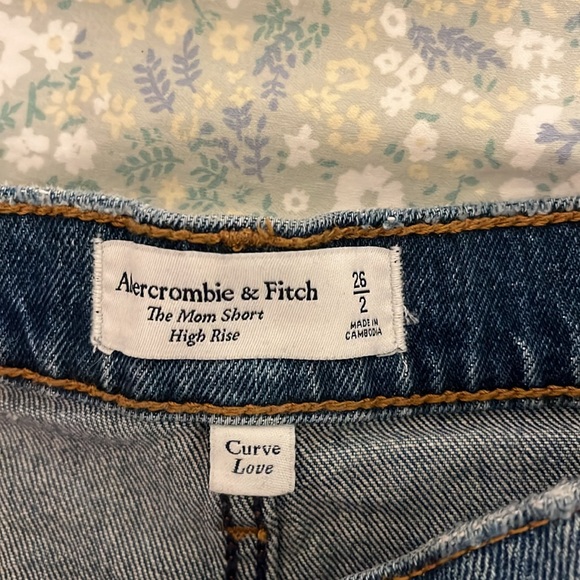 Abercrombie & Fitch
The Mom Short
High Rise
26
2
MADE IN
CAMBODIA
Curve
Love